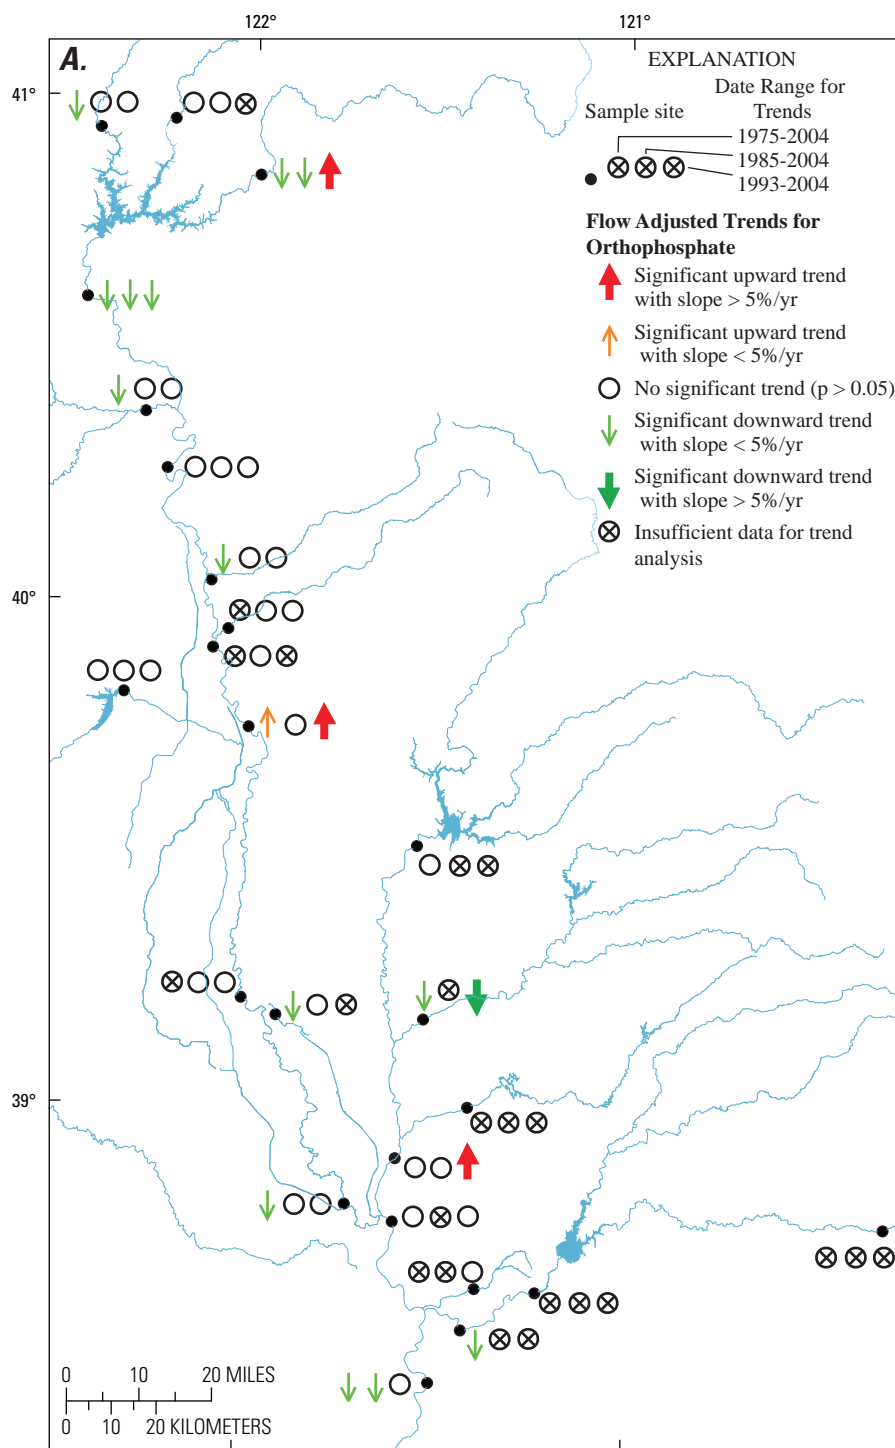 122° 121°
A.
41°
40°
39°
EXPLANATION
Date Range for
Trends
Sample site
1975-2004
1985-2004
1993-2004
Flow Adjusted Trends for
Orthophosphate
Significant upward trend
with slope > 5%/yr
Significant upward trend
with slope < 5%/yr
No significant trend (p > 0.05)
Significant downward trend
with slope < 5%/yr
Significant downward trend
with slope > 5%/yr
Insufficient data for trend
analysis
0 10 20 MILES
0 10 20 KILOMETERS